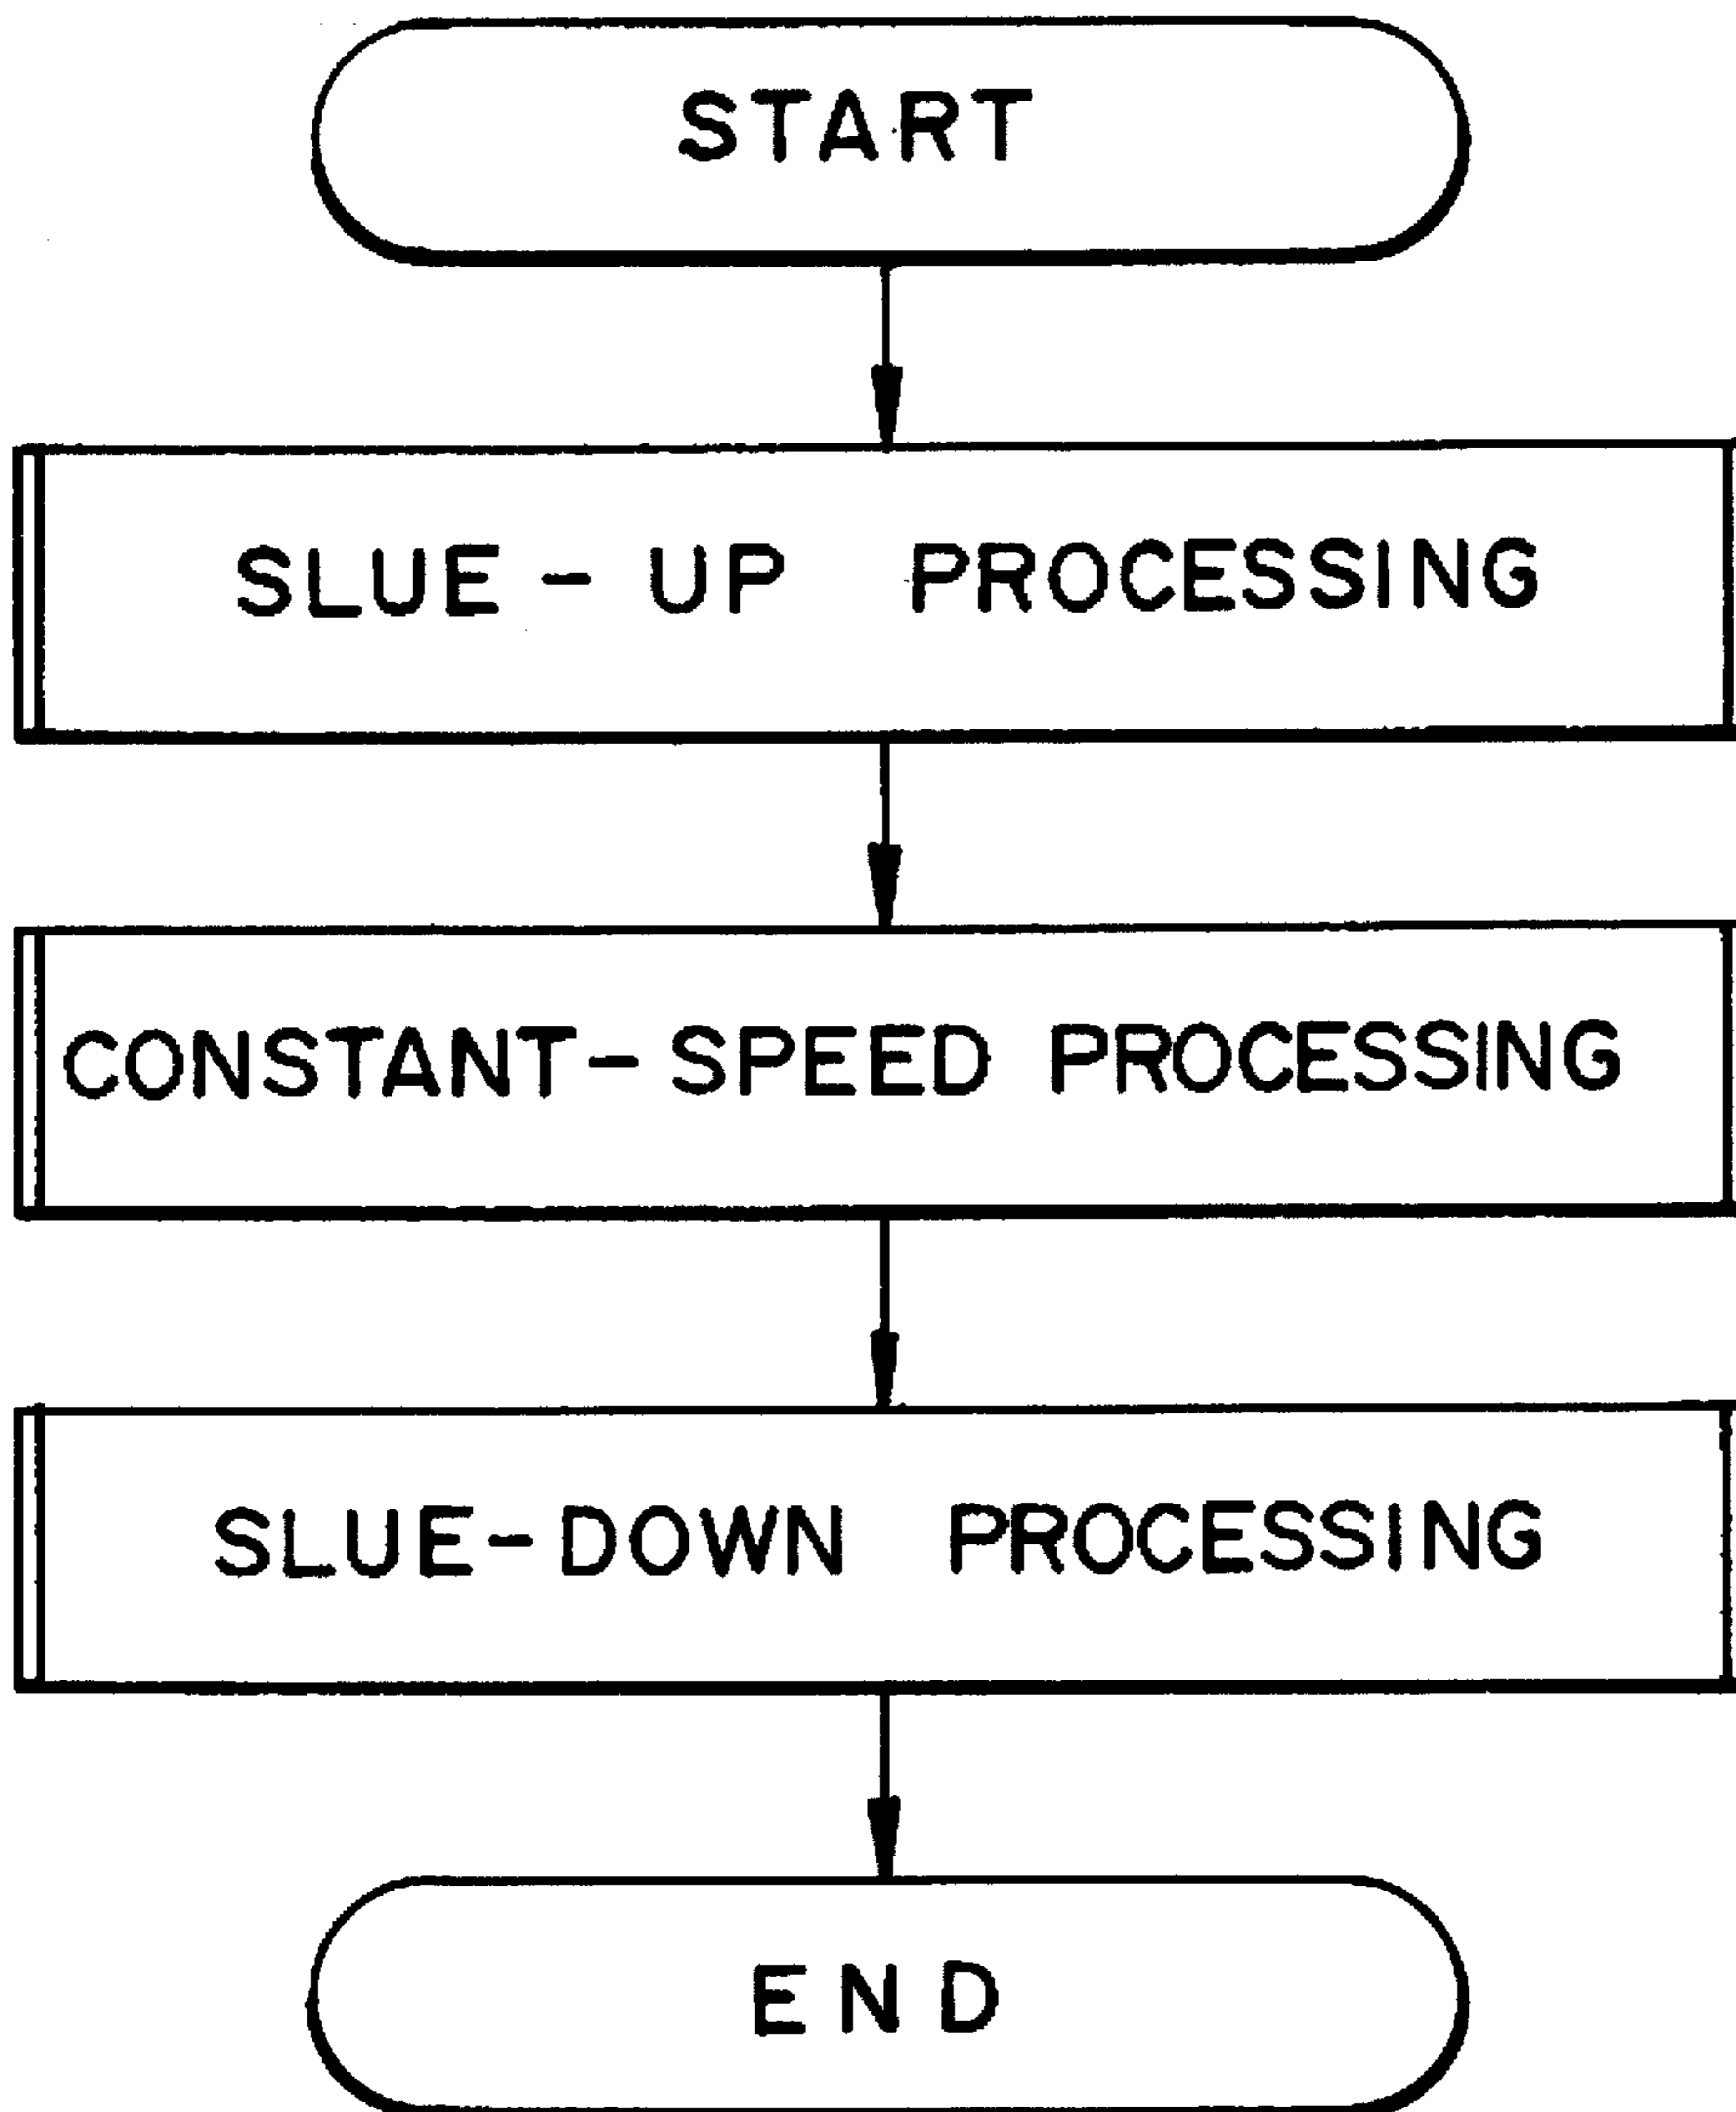 START
SLUE-UP PROCESSING
CONSTANT-SPEED PROCESSING
SLUE-DOWN PROCESSING
END